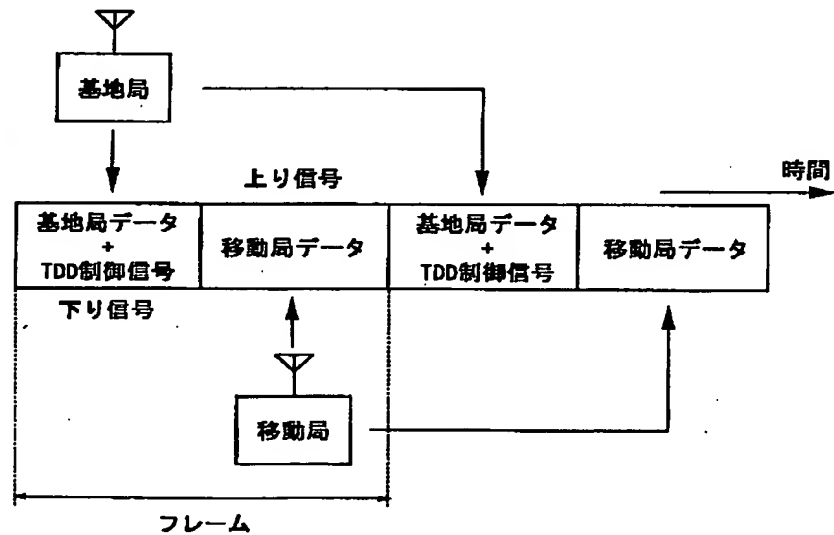 基地局
時間
上り信号
基地局データ
+
TDD制御信号
移動局データ
基地局データ
+
TDD制御信号
移動局データ
下り信号
移動局
フレーム